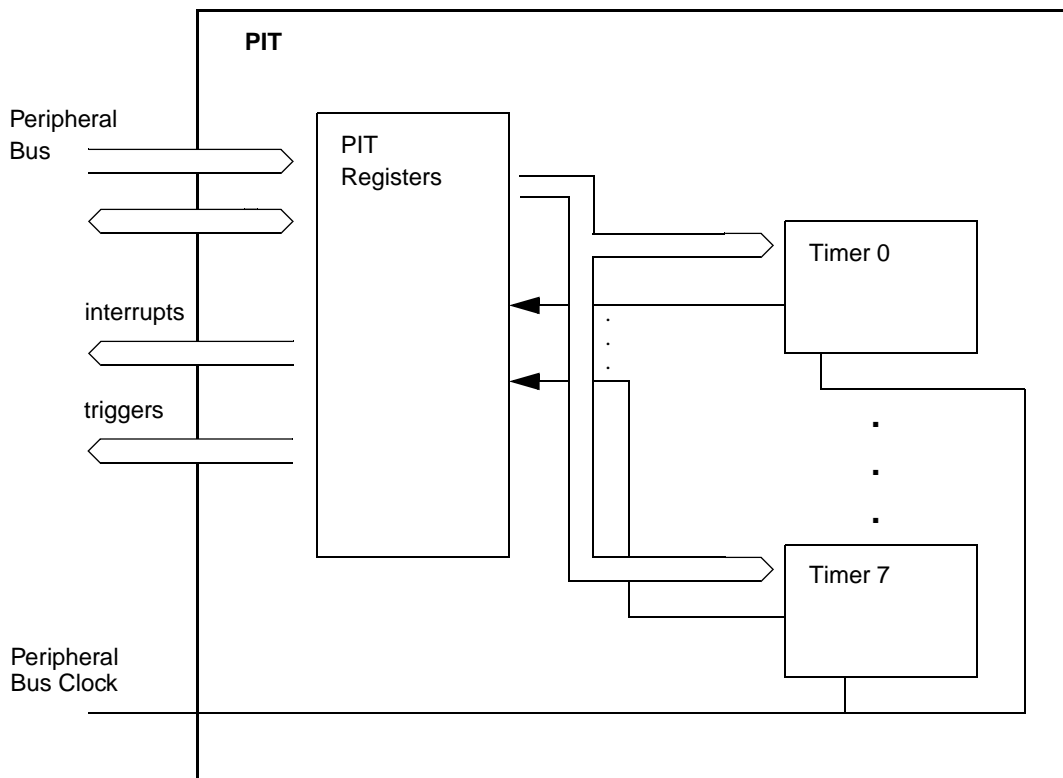 PIT
Peripheral
Bus
PIT
Registers
Timer 0
interrupts
triggers
Timer 7
Peripheral
Bus Clock